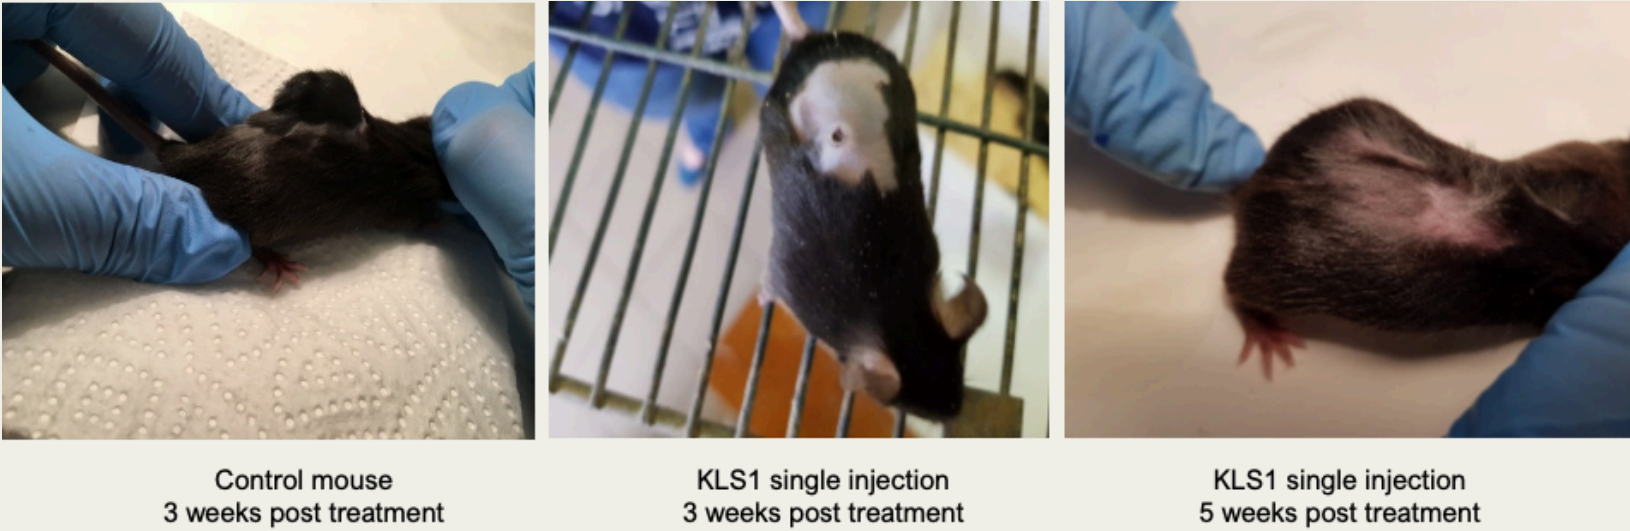 Control mouse
3 weeks post treatment
KLS1 single injection
3 weeks post treatment
KLS1 single injection
5 weeks post treatment